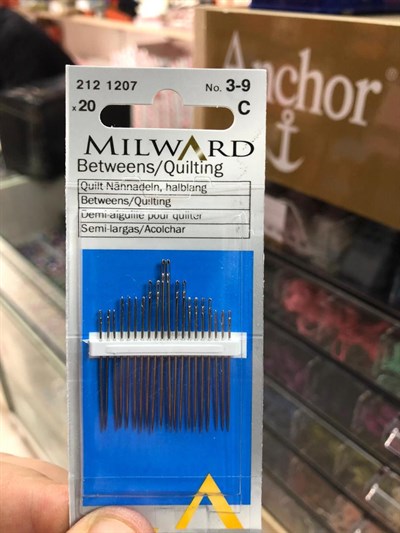 212 1207
No. 3-9
x20
C
MILWARD
Betweens/Quilting
Quilt Nännadeln, halblang
Betweens/Quilting
Demi-aiguille pour quilter
Semi-largas/Acolchar
Anchor